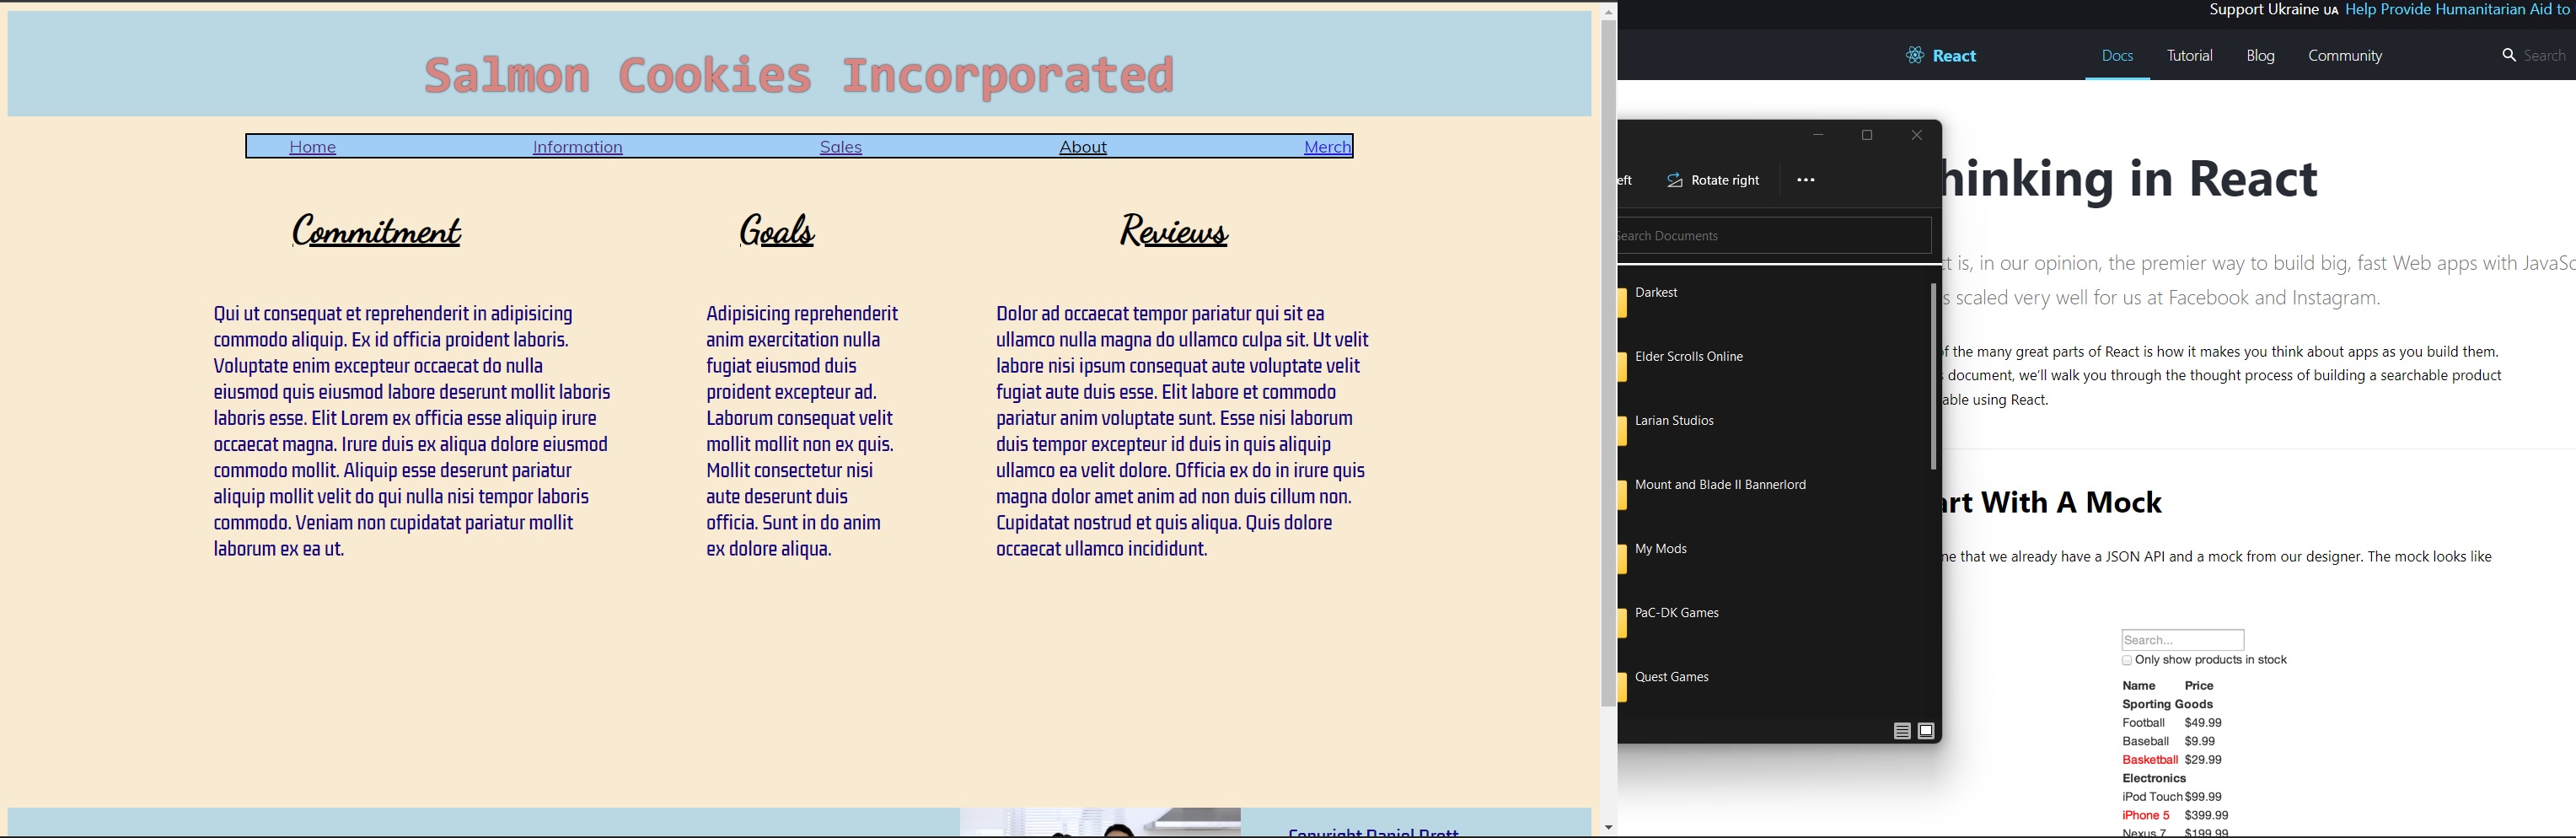 Salmon Cookies Incorporated
Home Information Sales About Merch
Commitment
Qui ut consequat et reprehenderit in adipisicing
commodo aliquip. Ex id officia proident laboris.
Voluptate enim excepteur occaecat do nulla
eiusmod quis eiusmod labore deserunt mollit laboris
laboris esse. Elit Lorem ex officia esse aliquip irure
occaecat magna. Irure duis ex aliqua dolore eiusmod
commodo mollit. Aliquip esse deserunt pariatur
aliquip mollit velit do qui nulla nisi tempor laboris
commodo. Veniam non cupidatat pariatur mollit
laborum ex ea ut.
Goals
Adipisicing reprehenderit
anim exercitation nulla
fugiat eiusmod duis
proident excepteur ad.
Laborum consequat velit
mollit mollit non ex quis.
Mollit consectetur nisi
aute deserunt duis
officia. Sunt in do anim
ex dolore aliqua.
Reviews
Dolor ad occaecat tempor pariatur qui sit ea
ullamco nulla magna do ullamco culpa sit. Ut velit
labore nisi ipsum consequat aute voluptate velit
fugiat aute duis esse. Elit labore et commodo
pariatur anim voluptate sunt. Esse nisi laborum
duis tempor excepteur id duis in quis aliquip
ullamco ea velit dolore. Officia ex do in irure quis
magna dolor amet anim ad non duis cillum non.
Cupidatat nostrud et quis aliqua. Quis dolore
occaecat ullamco incididunt.
eft Rotate right
Search Documents
Darkest
Elder Scrolls Online
Larian Studios
Mount and Blade II Bannerlord
My Mods
PaC-DK Games
Quest Games
Support Ukraine UA Help Provide Humanitarian Aid to
React Docs Tutorial Blog Community Search
hinking in React
ct is, in our opinion, the premier way to build big, fast Web apps with JavaSc
s scaled very well for us at Facebook and Instagram.
of the many great parts of React is how it makes you think about apps as you build them.
s document, we'll walk you through the thought process of building a searchable product
able using React.
art With A Mock
ne that we already have a JSON API and a mock from our designer. The mock looks like
Search...
Only show products in stock
Name Price
Sporting Goods
Football $49.99
Baseball $9.99
Basketball $29.99
Electronics
iPod Touch $99.99
iPhone 5 $399.99
Nexus 7 $199.99